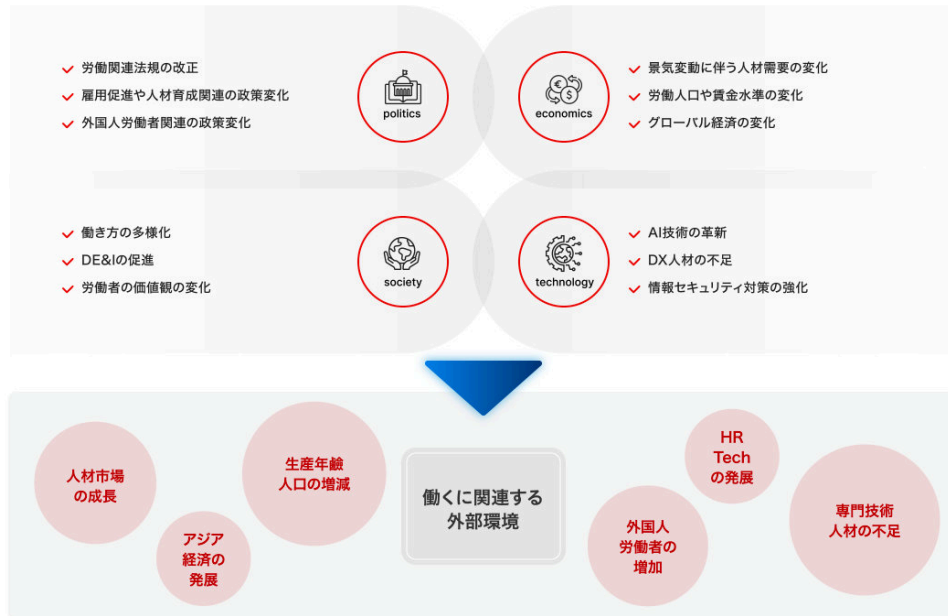 労働関連法規の改正
雇用促進や人材育成関連の政策変化
外国人労働者関連の政策変化
politics
economics
景気変動に伴う人材需要の変化
労働人口や賃金水準の変化
グローバル経済の変化
働き方の多様化
DE&Iの促進
労働者の価値観の変化
society
technology
AI技術の革新
DX人材の不足
情報セキュリティ対策の強化
人材市場
の成長
アジア
経済の
発展
生産年齢
人口の増減
働くに関連する
外部環境
外国人
労働者の
増加
HR
Tech
の発展
専門技術
人材の不足